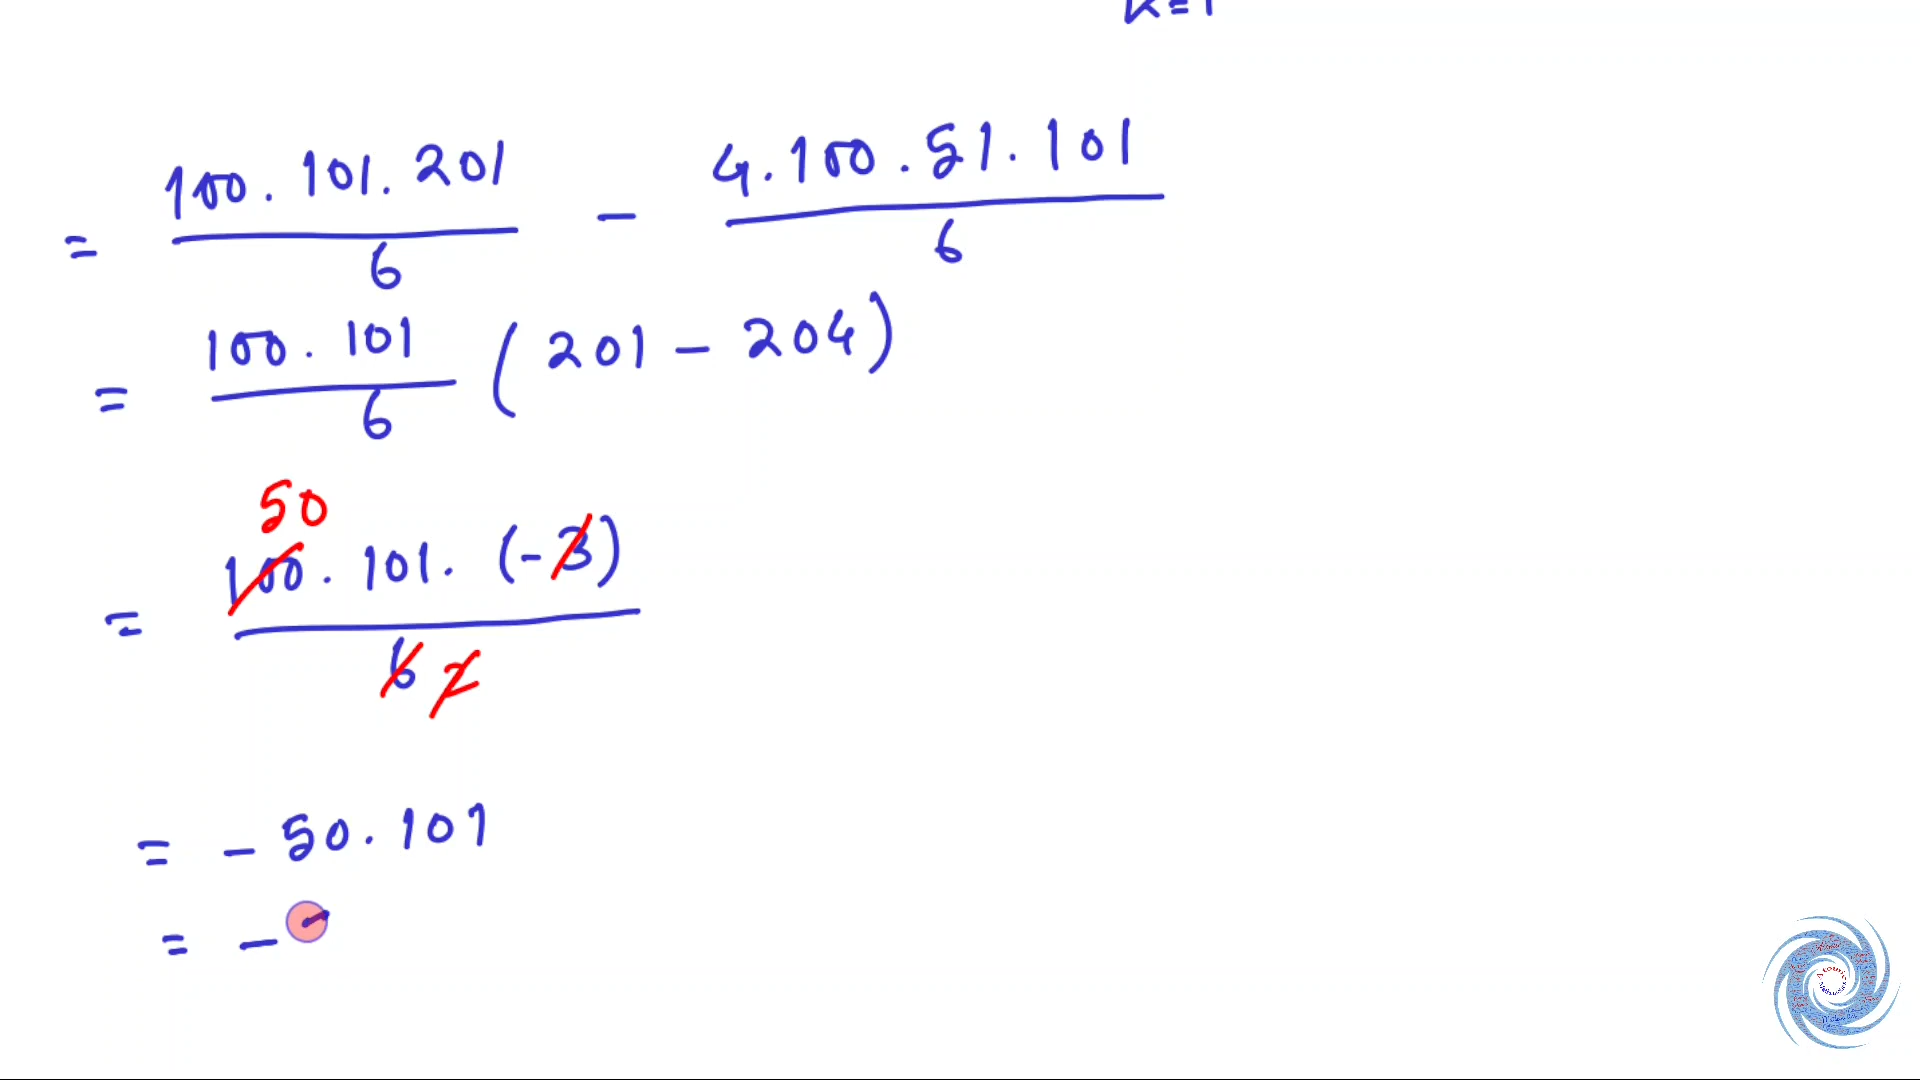 k=1
= 100 . 101 . 201 / 6 - 4 . 100 . 51 . 101 / 6
= 100 . 101 / 6 ( 201 - 204 )
50
= 100 . 101 . (-3) / 6 2
= - 50 . 101
= -